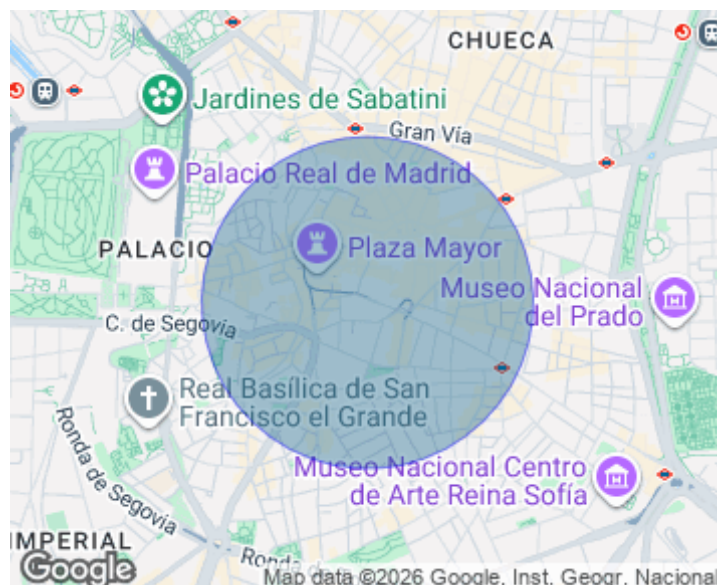 CHUECA
Jardines de Sabatini
Gran Vía
Palacio Real de Madrid
PALACIO
Plaza Mayor
Museo Nacional
del Prado
C. de Segovia
Real Basílica de San
Francisco el Grande
Ronda de Segovia
Museo Nacional Centro
de Arte Reina Sofía
IMPERIAL
Ronda de
Google
Map data ©2026 Google, Inst. Geogr. Nacional